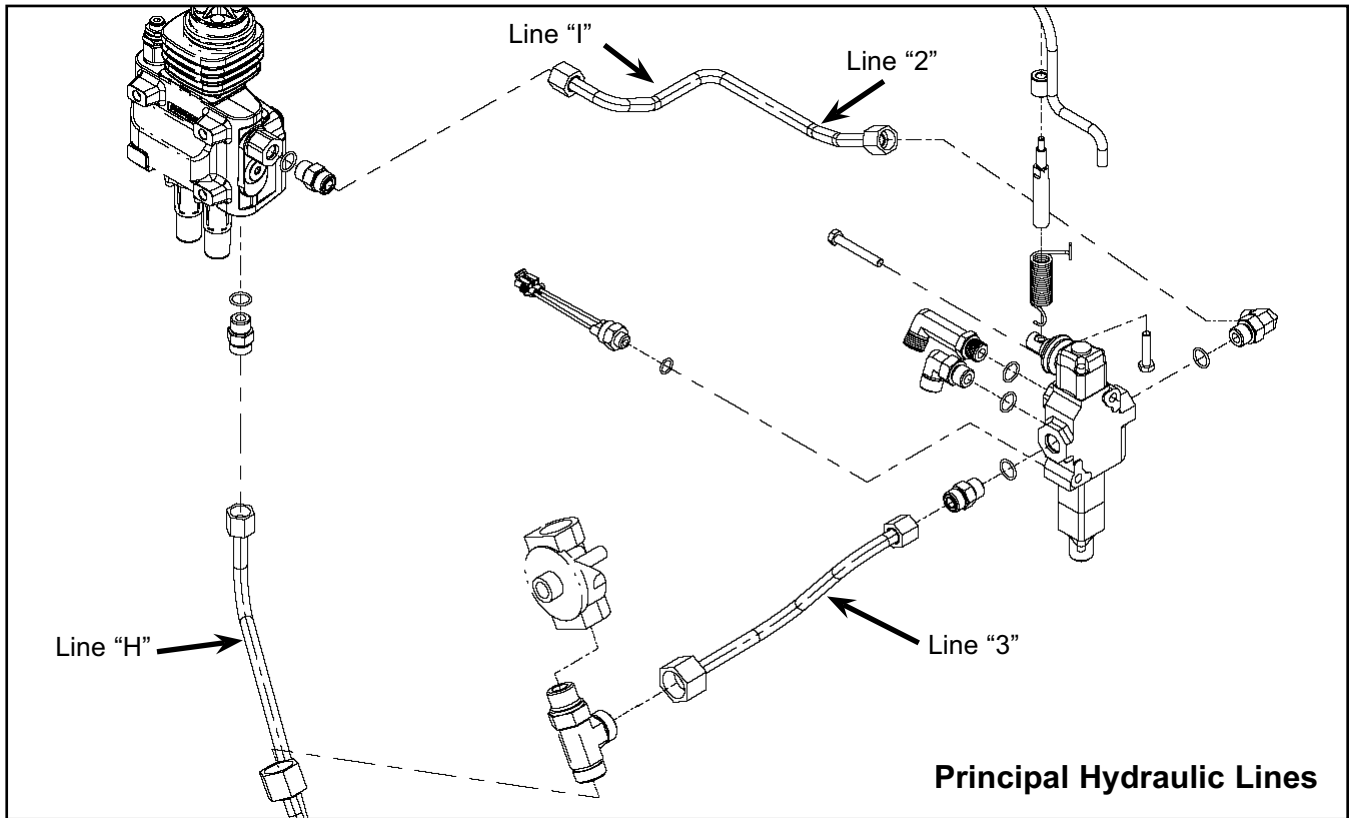 Line “I”
Line “2”
Line “H”
Line “3”
Principal Hydraulic Lines